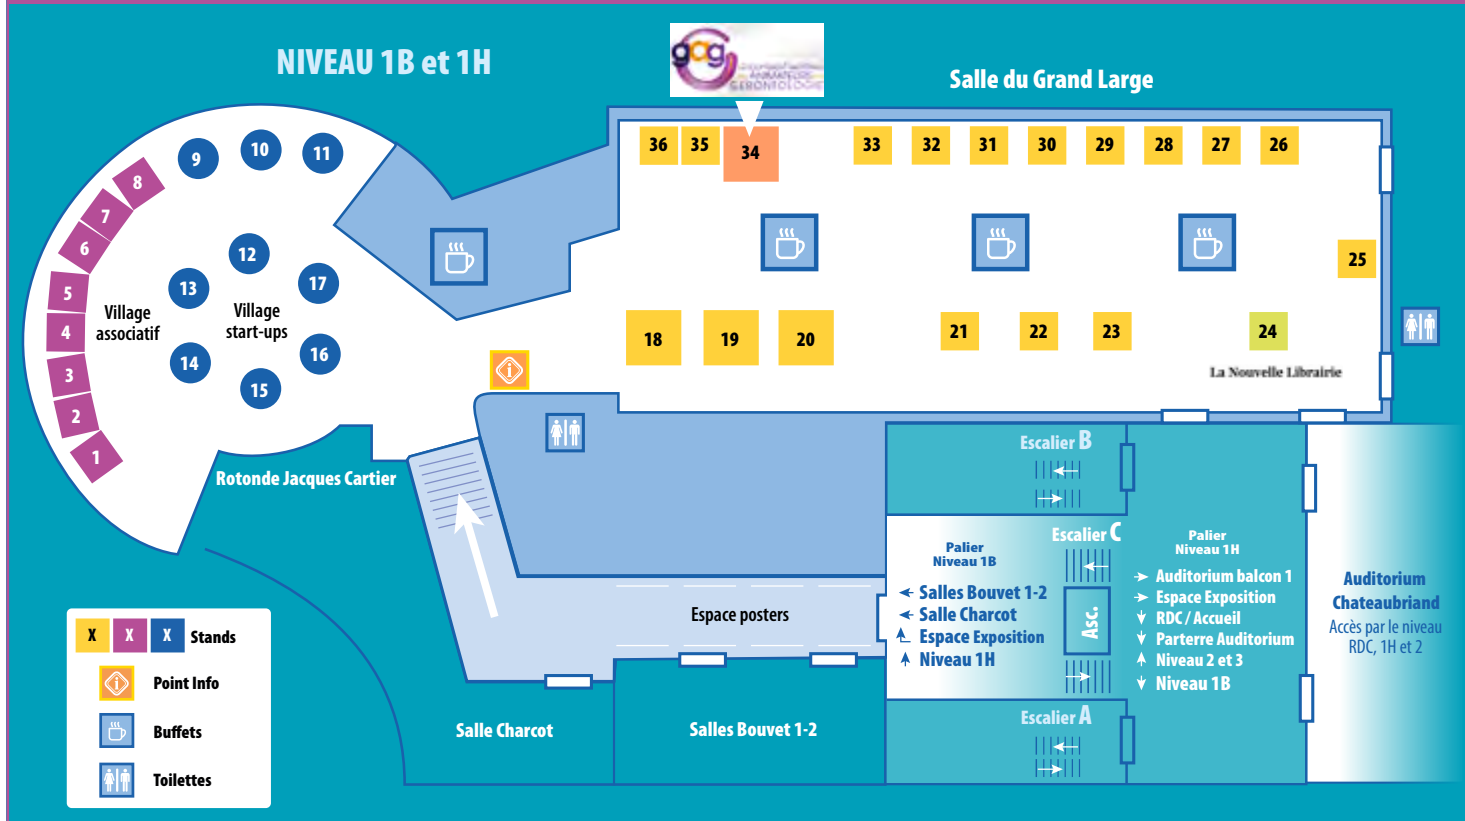 NIVEAU 1B et 1H
gag
ANIMATEURS
GÉRONTOLOGIE
Salle du Grand Large
36
35
34
33
32
31
30
29
28
27
26
25
9
10
11
8
7
6
5
4
3
2
1
12
13
17
14
16
15
Village
associatif
Village
start-ups
18
19
20
21
22
23
24
La Nouvelle Librairie
Rotonde Jacques Cartier
Escalier B
Escalier C
Palier
Niveau 1B
Salles Bouvet 1-2
Salle Charcot
Espace Exposition
Niveau 1H
Asc.
Palier
Niveau 1H
Auditorium balcon 1
Espace Exposition
RDC / Accueil
Parterre Auditorium
Niveau 2 et 3
Niveau 1B
Auditorium
Chateaubriand
Accès par le niveau
RDC, 1H et 2
Espace posters
Escalier A
Salle Charcot
Salles Bouvet 1-2
X X X Stands
Point Info
Buffets
Toilettes